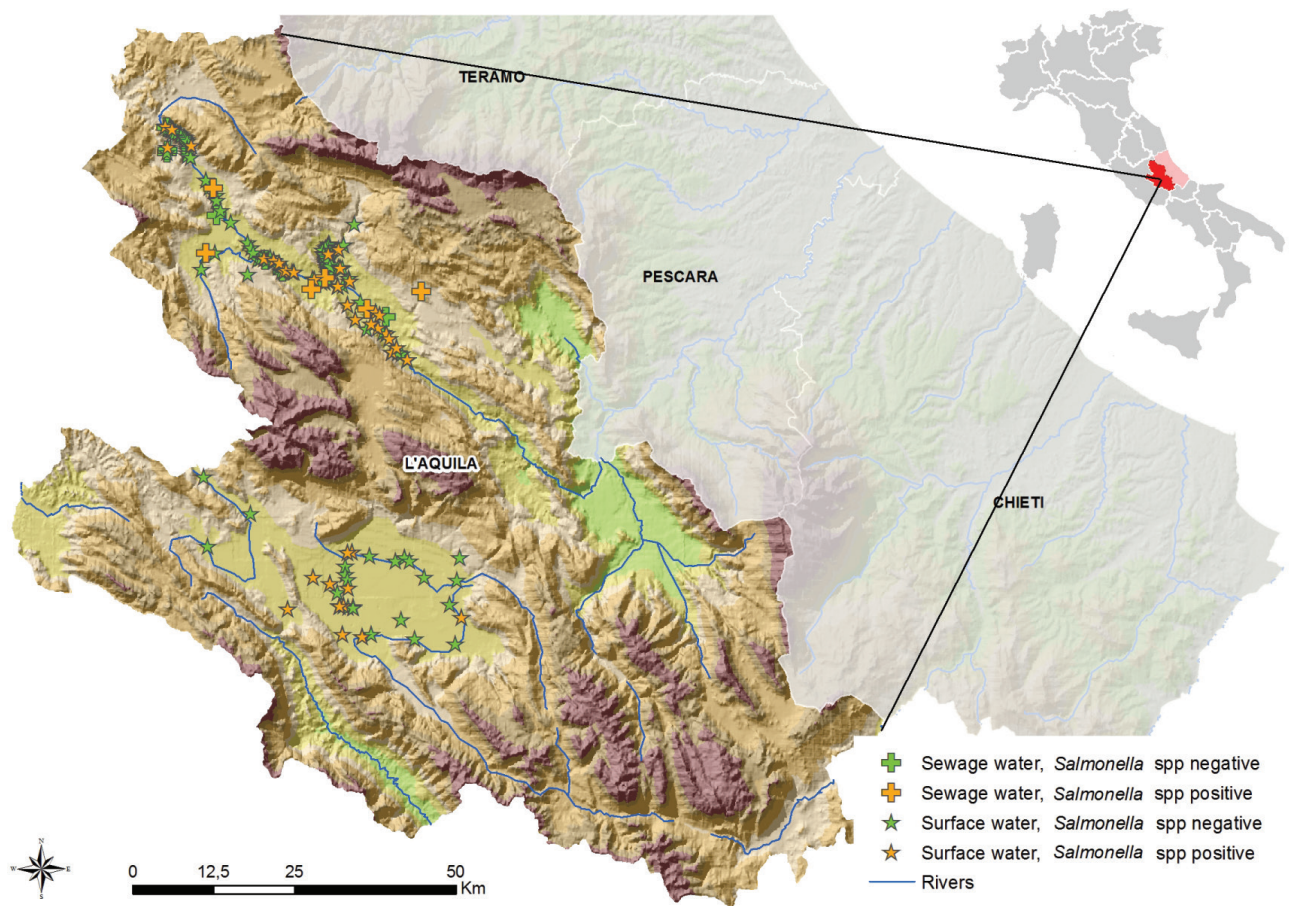 TERAMO
PESCARA
L'AQUILA
CHIETI
Sewage water, Salmonella spp negative
Sewage water, Salmonella spp positive
Surface water, Salmonella spp negative
Surface water, Salmonella spp positive
Rivers
N
W
E
S
0 12,5 25 50
Km